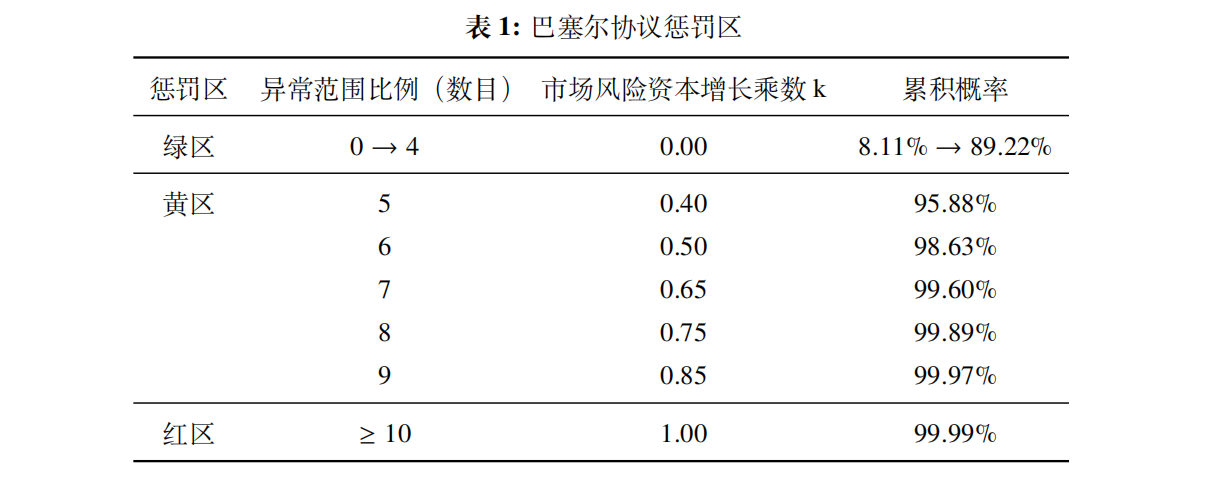 表 1: 巴塞尔协议惩罚区
惩罚区 异常范围比例（数目） 市场风险资本增长乘数 k 累积概率
绿区 0 → 4 0.00 8.11% → 89.22%
黄区 5 0.40 95.88%
6 0.50 98.63%
7 0.65 99.60%
8 0.75 99.89%
9 0.85 99.97%
红区 ≥ 10 1.00 99.99%